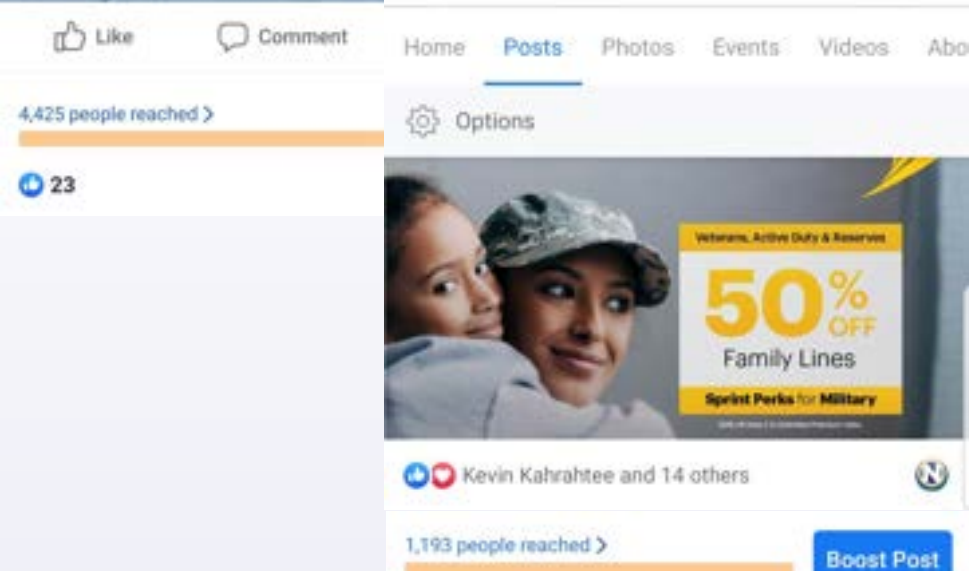 Like
Comment
4,425 people reached >
23
Home Posts Photos Events Videos Abo
Options
Veterans, Active Duty & Reserves
50% OFF
Family Lines
Sprint Perks for Military
Kevin Kahrahtee and 14 others
N
1,193 people reached >
Boost Post